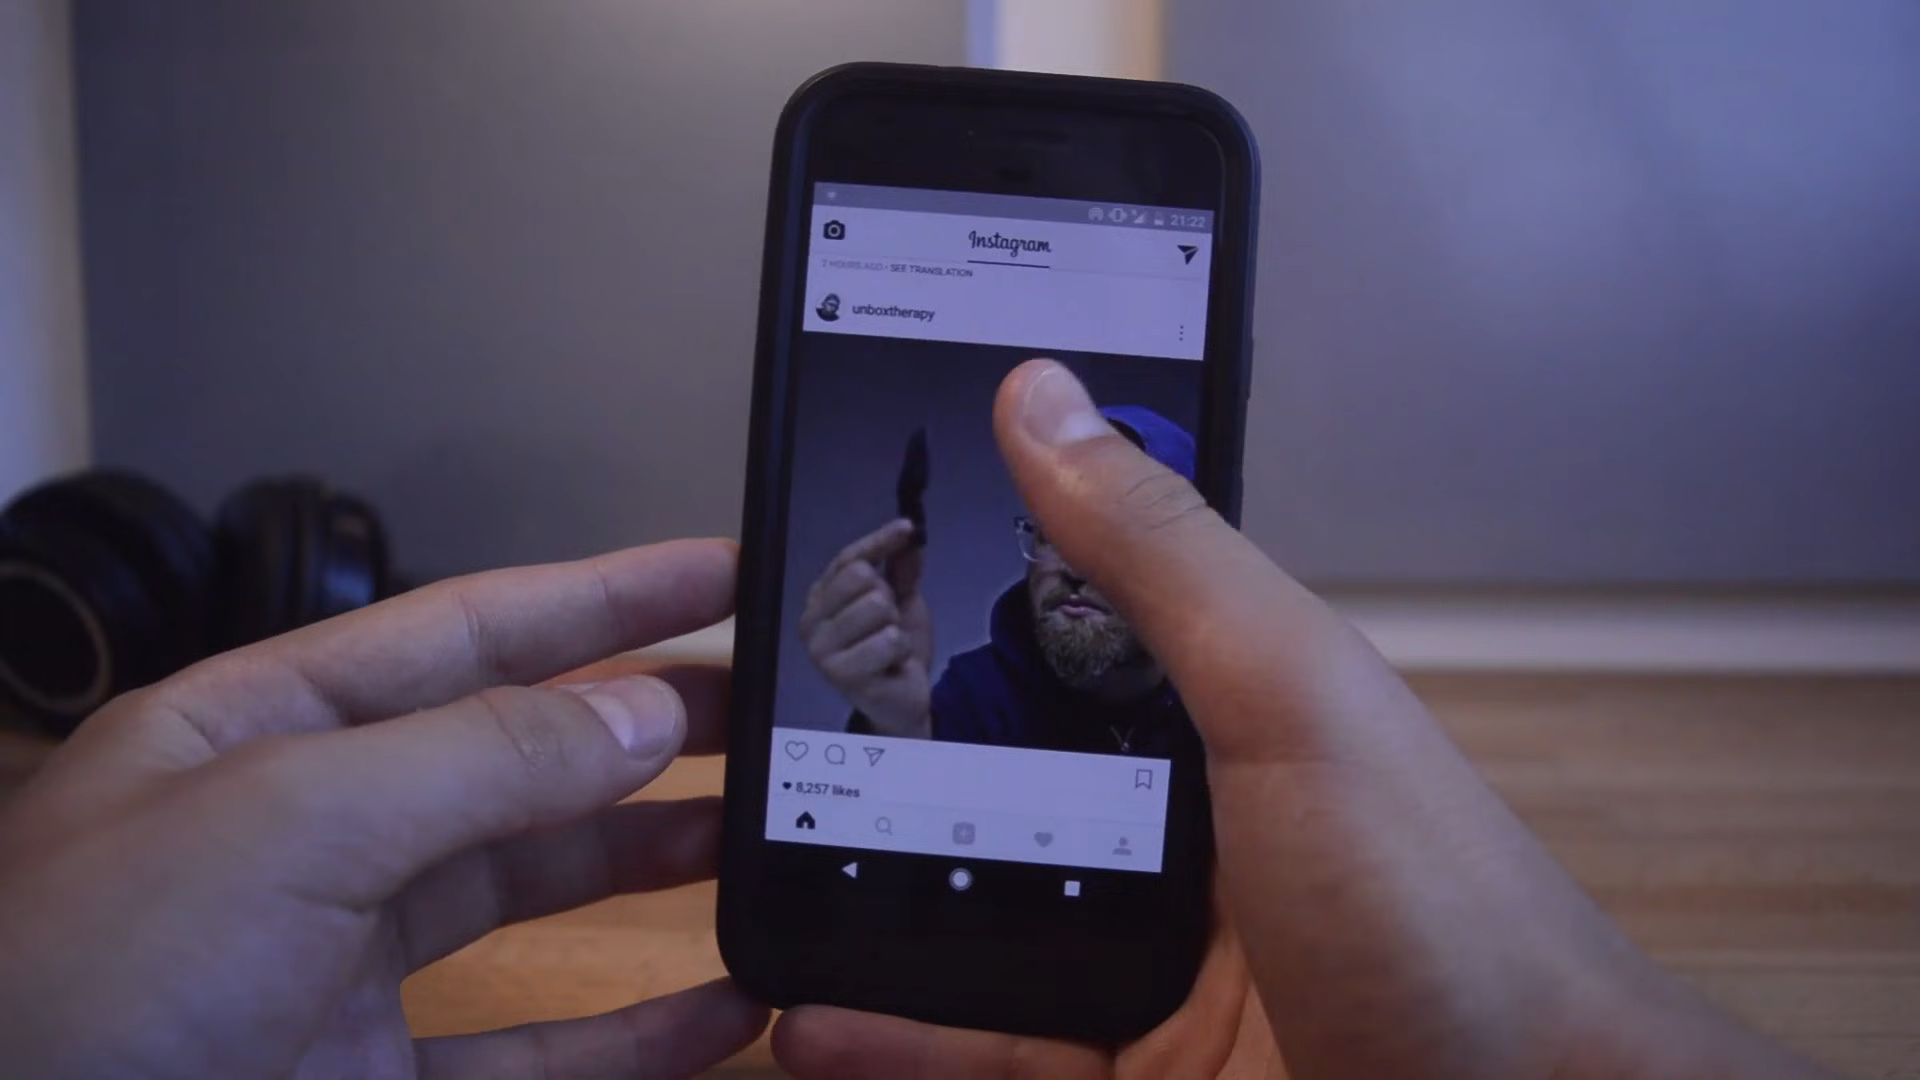 21:22
Instagram
2 HOURS AGO • SEE TRANSLATION
unboxtherapy
8,257 likes